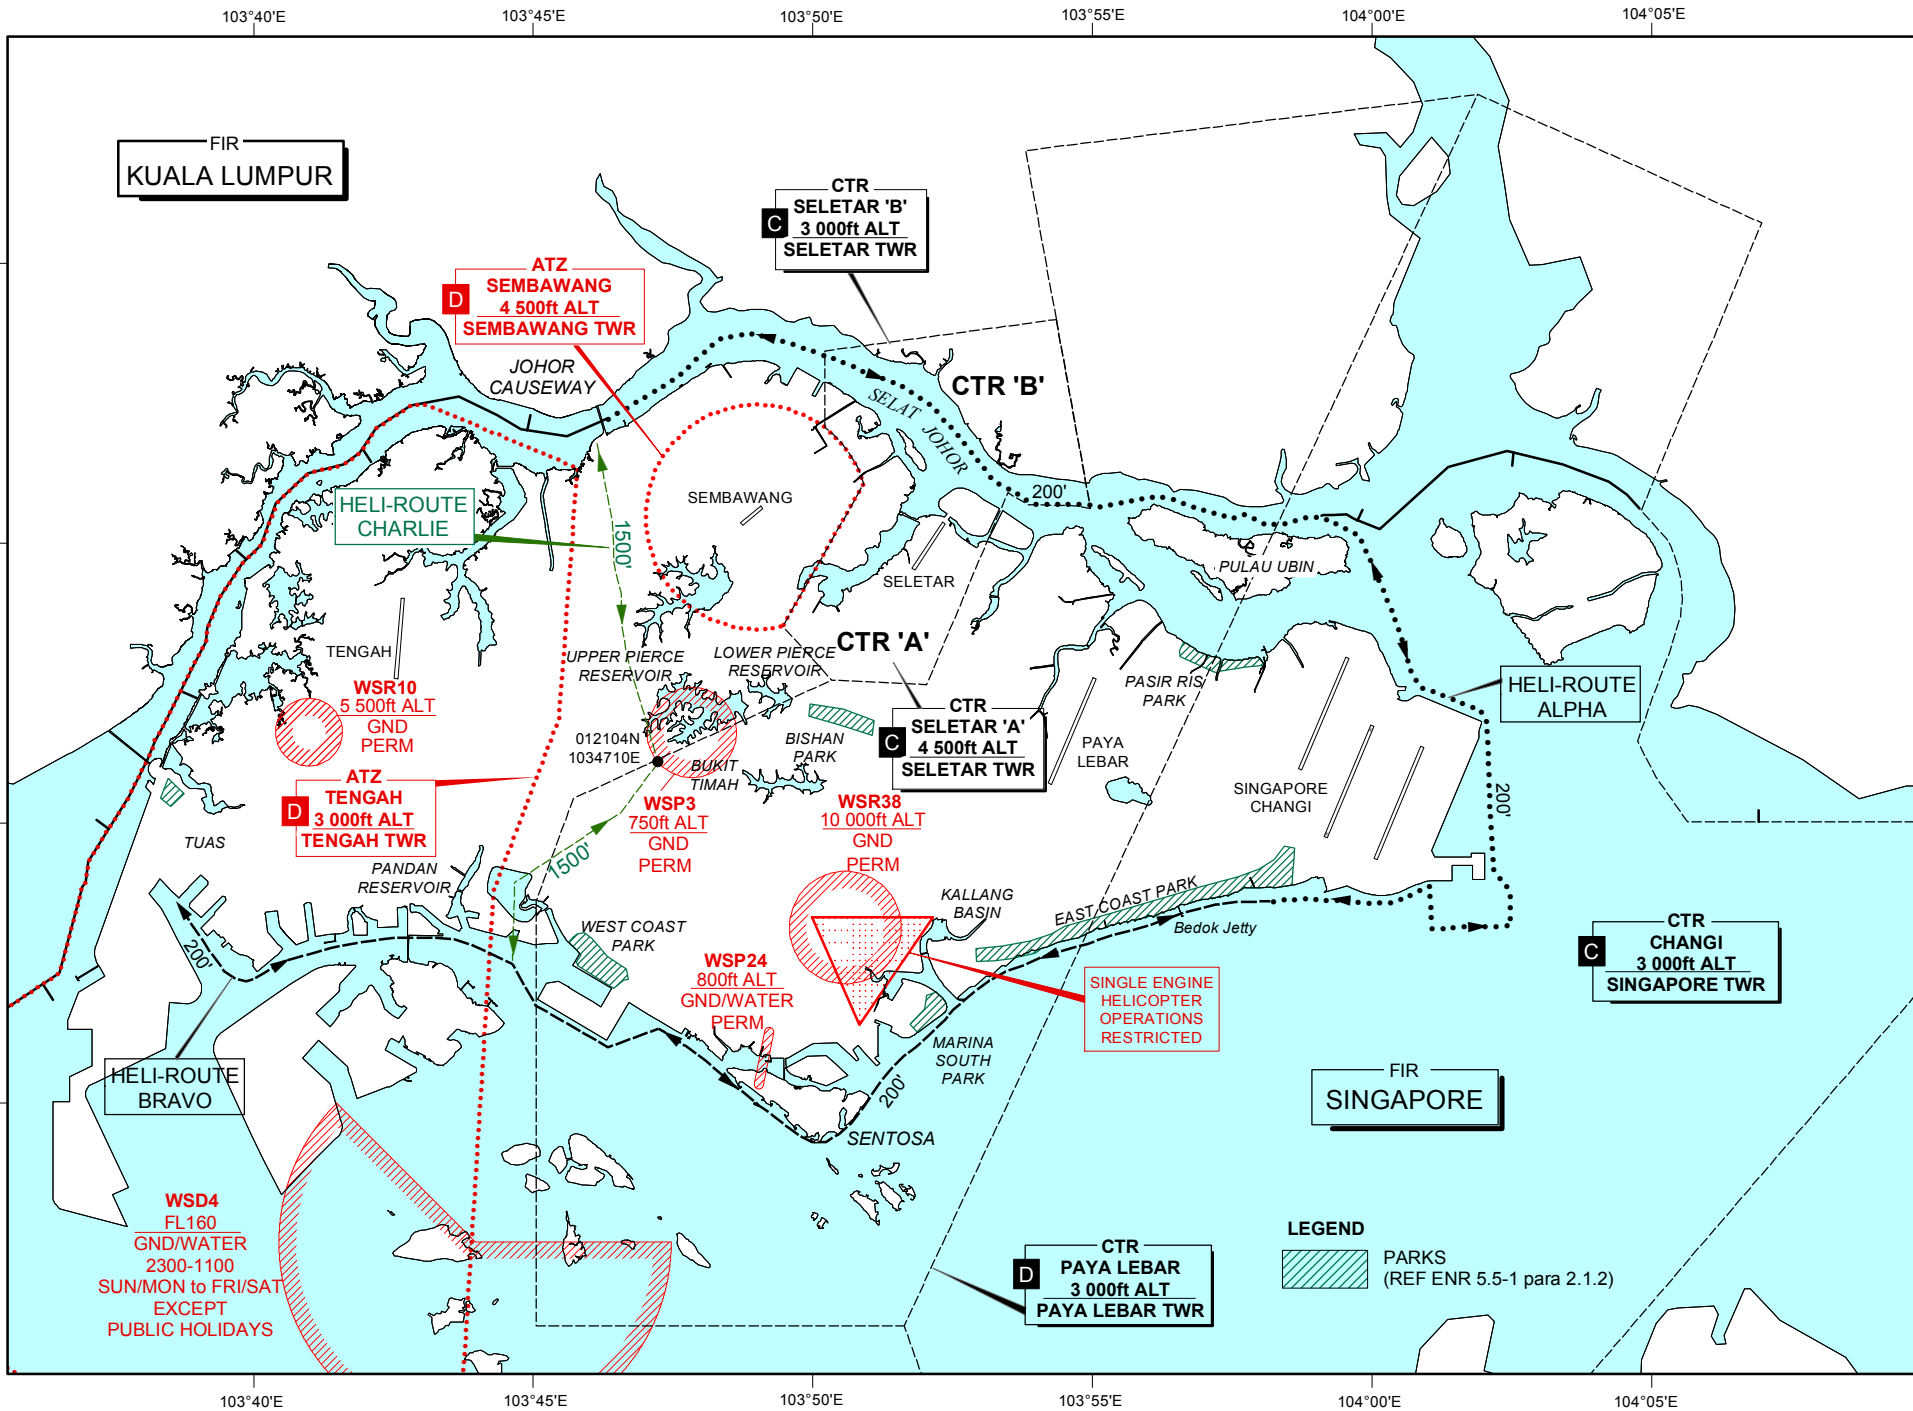 103°40'E
103°45'E
103°50'E
103°55'E
104°00'E
104°05'E
FIR
KUALA LUMPUR
CTR
SELETAR 'B'
C
3 000ft ALT
SELETAR TWR
ATZ
SEMBAWANG
D
4 500ft ALT
SEMBAWANG TWR
JOHOR
CAUSEWAY
CTR 'B'
SELAT
JOHOR
HELI-ROUTE
CHARLIE
1500'
SEMBAWANG
200'
SELETAR
PULAU UBIN
TENGAH
CTR 'A'
UPPER PIERCE
RESERVOIR
LOWER PIERCE
RESERVOIR
WSR10
5 500ft ALT
GND
PERM
PASIR RIS
PARK
HELI-ROUTE
ALPHA
CTR
SELETAR 'A'
C
4 500ft ALT
SELETAR TWR
012104N
1034710E
BISHAN
PARK
BUKIT
TIMAH
PAYA
LEBAR
SINGAPORE
CHANGI
200'
ATZ
TENGAH
D
3 000ft ALT
TENGAH TWR
WSP3
750ft ALT
GND
PERM
WSR38
10 000ft ALT
GND
PERM
TUAS
PANDAN
RESERVOIR
1500'
KALLANG
BASIN
EAST COAST PARK
Bedok Jetty
WEST COAST
PARK
200'
WSP24
800ft ALT
GND/WATER
PERM
SINGLE ENGINE
HELICOPTER
OPERATIONS
RESTRICTED
CTR
CHANGI
C
3 000ft ALT
SINGAPORE TWR
MARINA
SOUTH
PARK
HELI-ROUTE
BRAVO
200'
SENTOSA
FIR
SINGAPORE
WSD4
FL160
GND/WATER
2300-1100
SUN/MON to FRI/SAT
EXCEPT
PUBLIC HOLIDAYS
CTR
PAYA LEBAR
D
3 000ft ALT
PAYA LEBAR TWR
LEGEND
PARKS
(REF ENR 5.5-1 para 2.1.2)
103°40'E
103°45'E
103°50'E
103°55'E
104°00'E
104°05'E